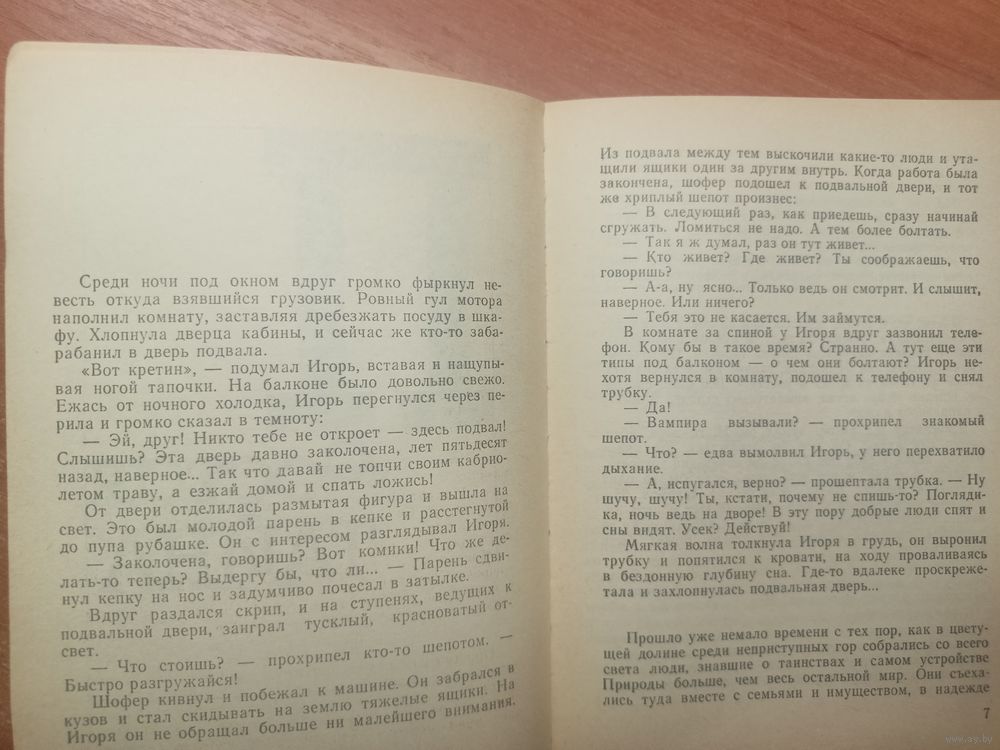 Среди ночи под окном вдруг громко фыркнул не-
весть откуда взявшийся грузовик. Ровный гул мотора
наполнил комнату, заставляя дребезжать посуду в шка-
фу. Хлопнула дверца кабины, и сейчас же кто-то заба-
рабанил в дверь подвала.
«Вот кретин», — подумал Игорь, вставая и нащупы-
вая ногой тапочки. На балконе было довольно свежо.
Ежась от ночного холодка, Игорь перегнулся через пе-
рила и громко сказал в темноту:
— Эй, друг! Никто тебе не откроет — здесь подвал!
Слышишь? Эта дверь давно заколочена, лет пятьдесят
назад, наверное... Так что давай не топчи своим кабрио-
летом траву, а езжай домой и спать ложись!
От двери отделилась размытая фигура и вышла на
свет. Это был молодой парень в кепке и расстегнутой
до пупа рубашке. Он с интересом разглядывал Игоря.
— Заколочена, говоришь? Вот комики! Что же де-
лать-то теперь? Выдергу бы, что ли... — Парень сдви-
нул кепку на нос и задумчиво почесал в затылке.
Вдруг раздался скрип, и на ступенях, ведущих к
подвальной двери, заиграл тусклый, красноватый от-
свет.
— Что стоишь? — прохрипел кто-то шепотом. —
Быстро разгружайся!
Шофер кивнул и побежал к машине. Он забрался в
кузов и стал скидывать на землю тяжелые ящики. На
Игоря он не обращал больше ни малейшего внимания.
Из подвала между тем выскочили какие-то люди и ута-
щили ящики один за другим внутрь. Когда работа была
закончена, шофер подошел к подвальной двери, и тот
же хриплый шепот произнес:
— В следующий раз, как приедешь, сразу начинай
сгружать. Ломиться не надо. А тем более болтать.
— Так я ж думал, раз он тут живет...
— Кто живет? Где живет? Ты соображаешь, что
говоришь?
— А-а, ну ясно... Только ведь он смотрит. И слышит,
наверное. Или ничего?
— Тебя это не касается. Им займутся.
В комнате за спиной у Игоря вдруг зазвонил теле-
фон. Кому бы в такое время? Странно. А тут еще эти
типы под балконом — о чем они болтают? Игорь не-
хотя вернулся в комнату, подошел к телефону и снял
трубку.
— Да!
— Вампира вызывали? — прохрипел знакомый
шепот.
— Что? — едва вымолвил Игорь, у него перехватило
дыхание.
— А, испугался, верно? — прошептала трубка. — Ну
шучу, шучу! Ты, кстати, почему не спишь-то? Погляди-
ка, ночь ведь на дворе! В эту пору добрые люди спят и
сны видят. Усек? Действуй!
Мягкая волна толкнула Игоря в грудь, он выронил
трубку и попятился к кровати, на ходу проваливаясь
в бездонную глубину сна. Где-то вдалеке проскреже-
тала и захлопнулась подвальная дверь...
Прошло уже немало времени с тех пор, как в цвету-
щей долине среди неприступных гор собрались со всего
света люди, знавшие о таинствах и самом устройстве
Природы больше, чем весь остальной мир. Они съеха-
лись туда вместе с семьями и имуществом, в надежде
7
www.ay.by